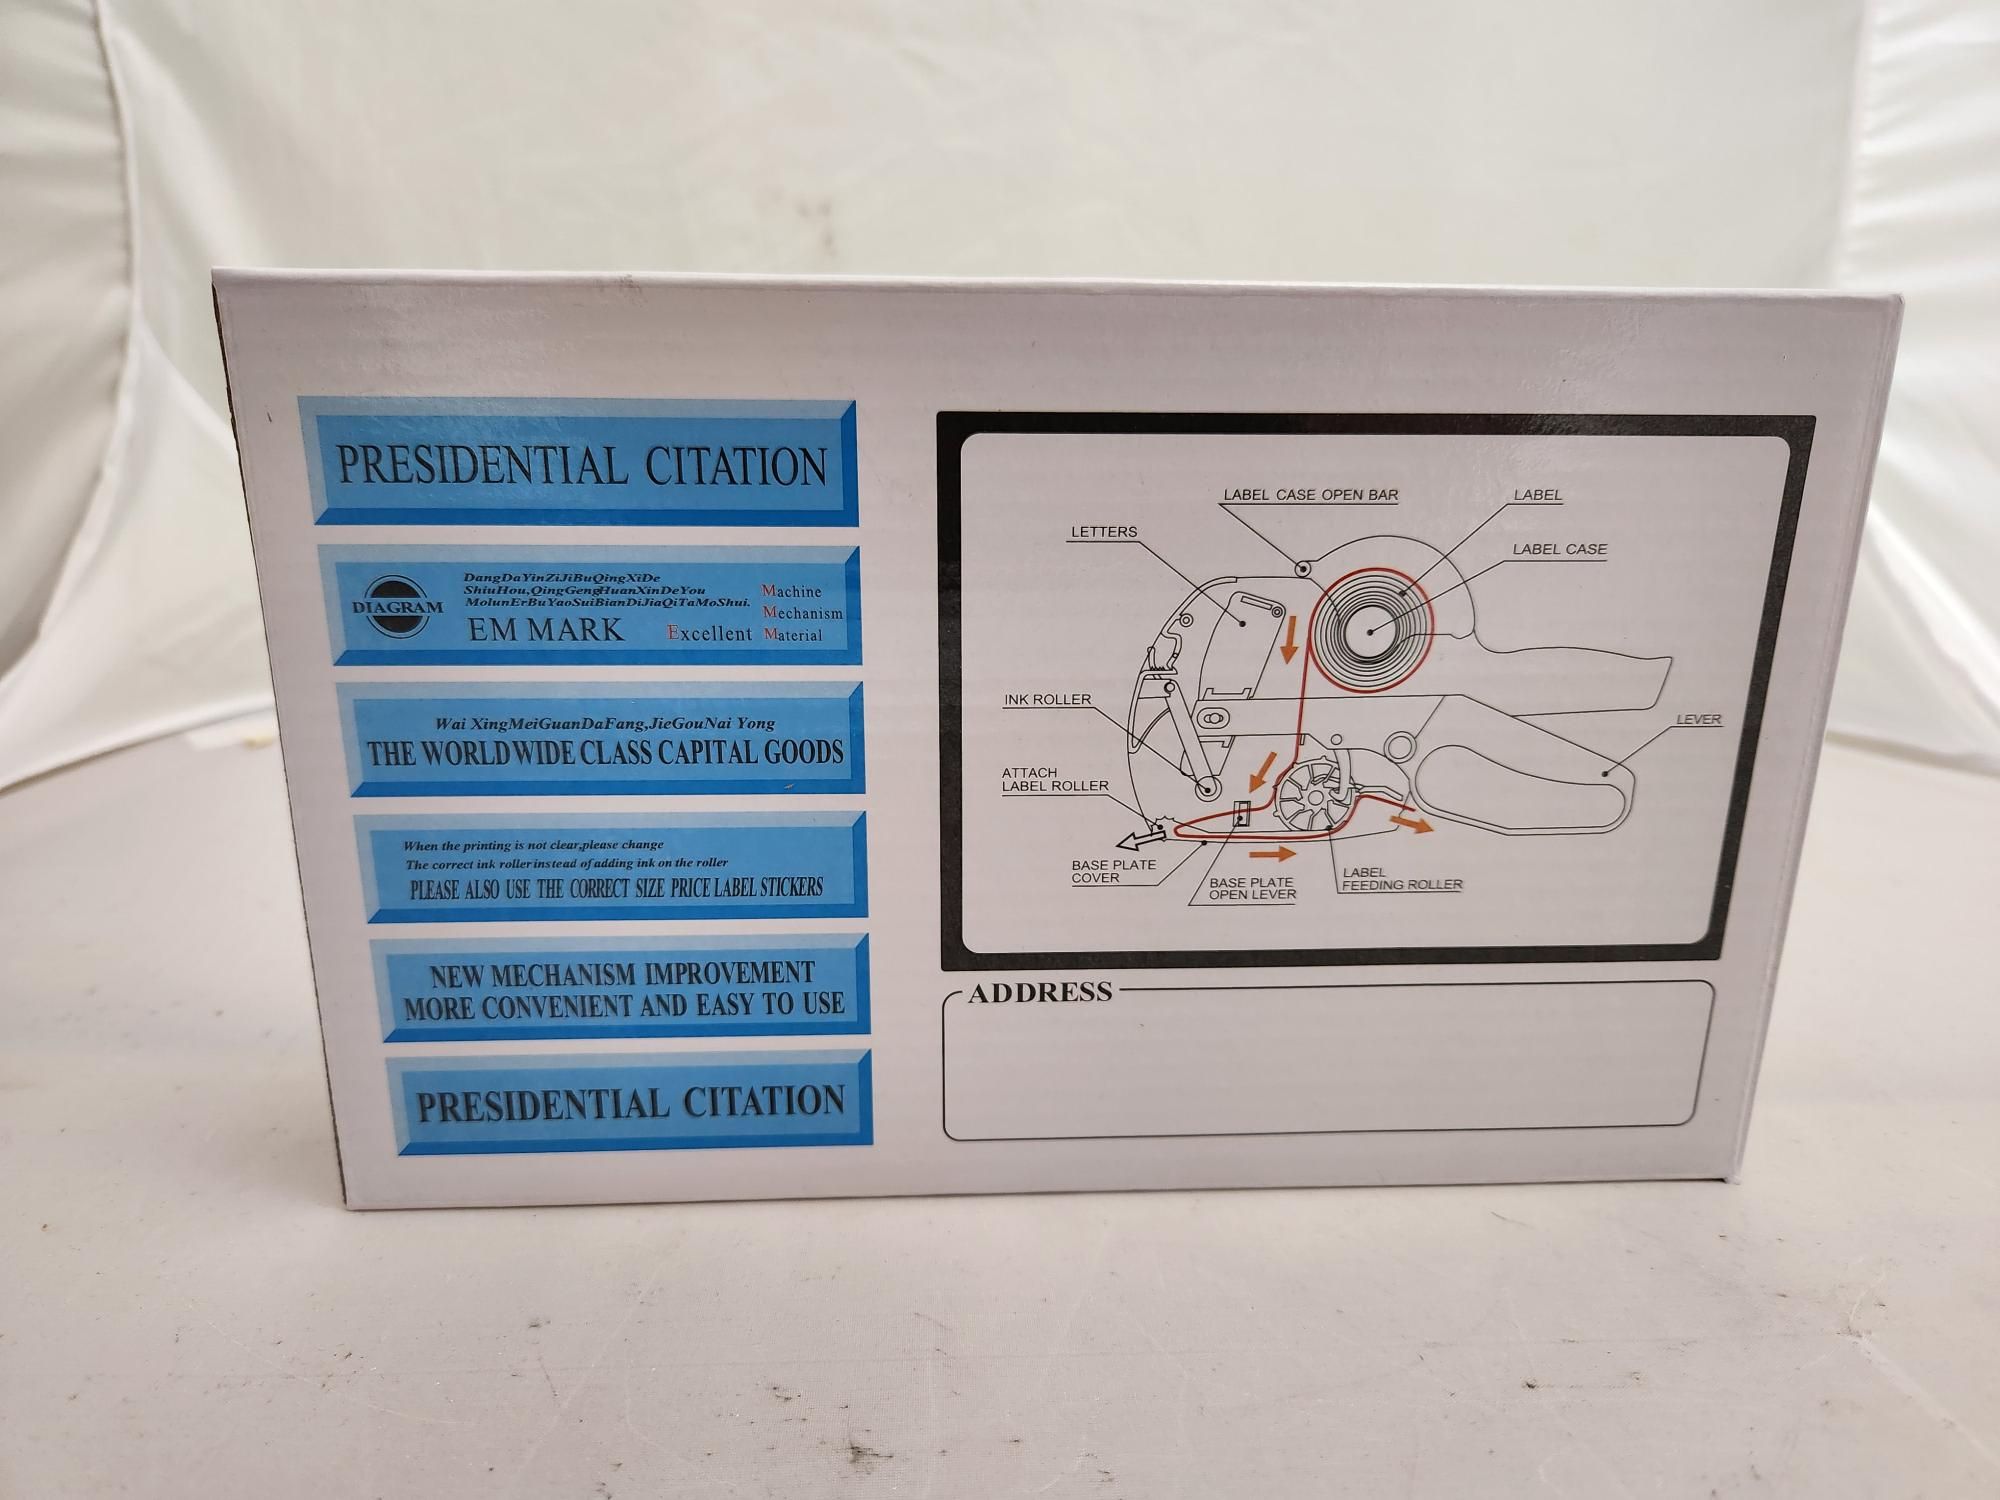 PRESIDENTIAL CITATION
DIAGRAM
DangDaYinZiJiBuQingXiDe
ShiuHou,QingGengHuanXinDeYou
MolunErBuYaoSuiBianDiJiaQiTaMoShui.
EM MARK
Machine
Mechanism
Excellent Material
Wai XingMeiGuanDaFang,JieGouNai Yong
THE WORLDWIDE CLASS CAPITAL GOODS
When the printing is not clear,please change
The correct ink roller instead of adding ink on the roller
PLEASE ALSO USE THE CORRECT SIZE PRICE LABEL STICKERS
NEW MECHANISM IMPROVEMENT
MORE CONVENIENT AND EASY TO USE
PRESIDENTIAL CITATION
LABEL CASE OPEN BAR
LABEL
LETTERS
LABEL CASE
INK ROLLER
LEVER
ATTACH
LABEL ROLLER
BASE PLATE
COVER
BASE PLATE
OPEN LEVER
LABEL
FEEDING ROLLER
ADDRESS